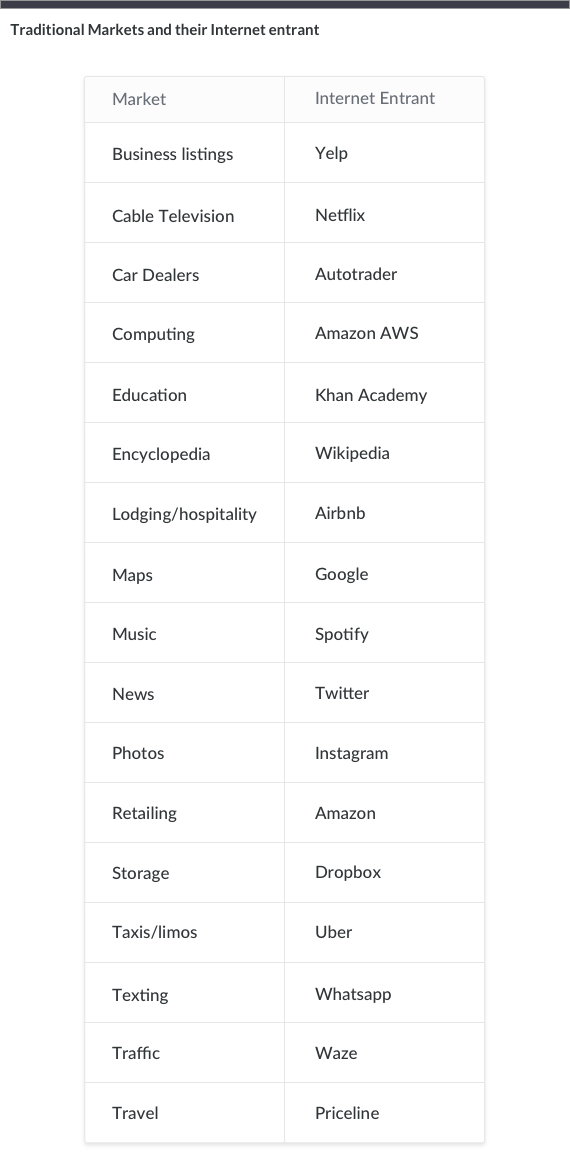 Traditional Markets and their Internet entrant
Market Internet Entrant
Business listings Yelp
Cable Television Netflix
Car Dealers Autotrader
Computing Amazon AWS
Education Khan Academy
Encyclopedia Wikipedia
Lodging/hospitality Airbnb
Maps Google
Music Spotify
News Twitter
Photos Instagram
Retailing Amazon
Storage Dropbox
Taxis/limos Uber
Texting Whatsapp
Traffic Waze
Travel Priceline